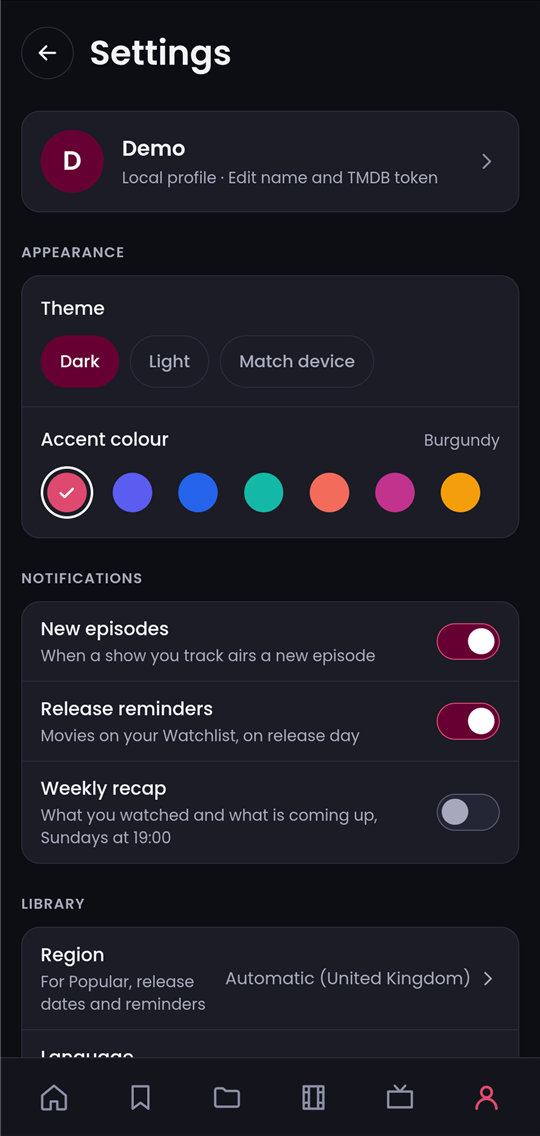 Settings
D
Demo
Local profile · Edit name and TMDB token
APPEARANCE
Theme
Dark
Light
Match device
Accent colour
Burgundy
NOTIFICATIONS
New episodes
When a show you track airs a new episode
Release reminders
Movies on your Watchlist, on release day
Weekly recap
What you watched and what is coming up,
Sundays at 19:00
LIBRARY
Region
For Popular, release
dates and reminders
Automatic (United Kingdom)
Language